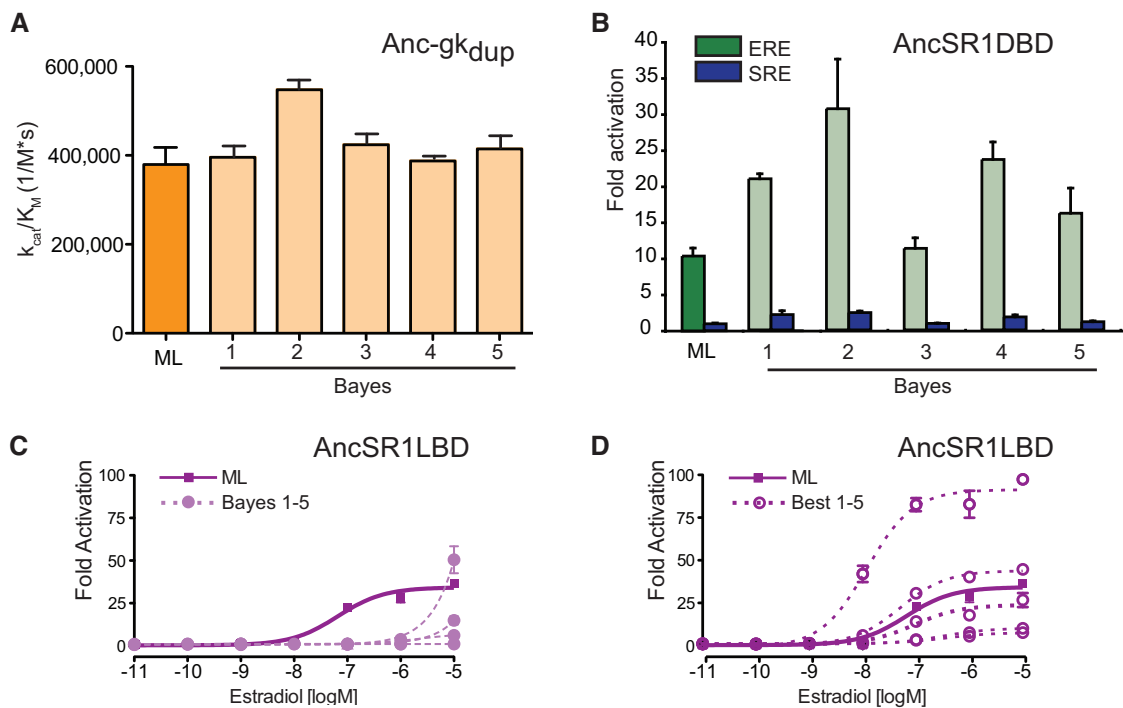 A
Anc-gkdup
600,000
400,000
200,000
0
kcat/KM (1/M*s)
ML
1 2 3 4 5
Bayes
B
AncSR1DBD
ERE
SRE
40
35
30
25
20
15
10
5
0
Fold activation
ML
1 2 3 4 5
Bayes
C
AncSR1LBD
ML
Bayes 1-5
100
75
50
25
0
Fold Activation
-11 -10 -9 -8 -7 -6 -5
Estradiol [logM]
D
AncSR1LBD
ML
Best 1-5
100
75
50
25
0
Fold Activation
-11 -10 -9 -8 -7 -6 -5
Estradiol [logM]